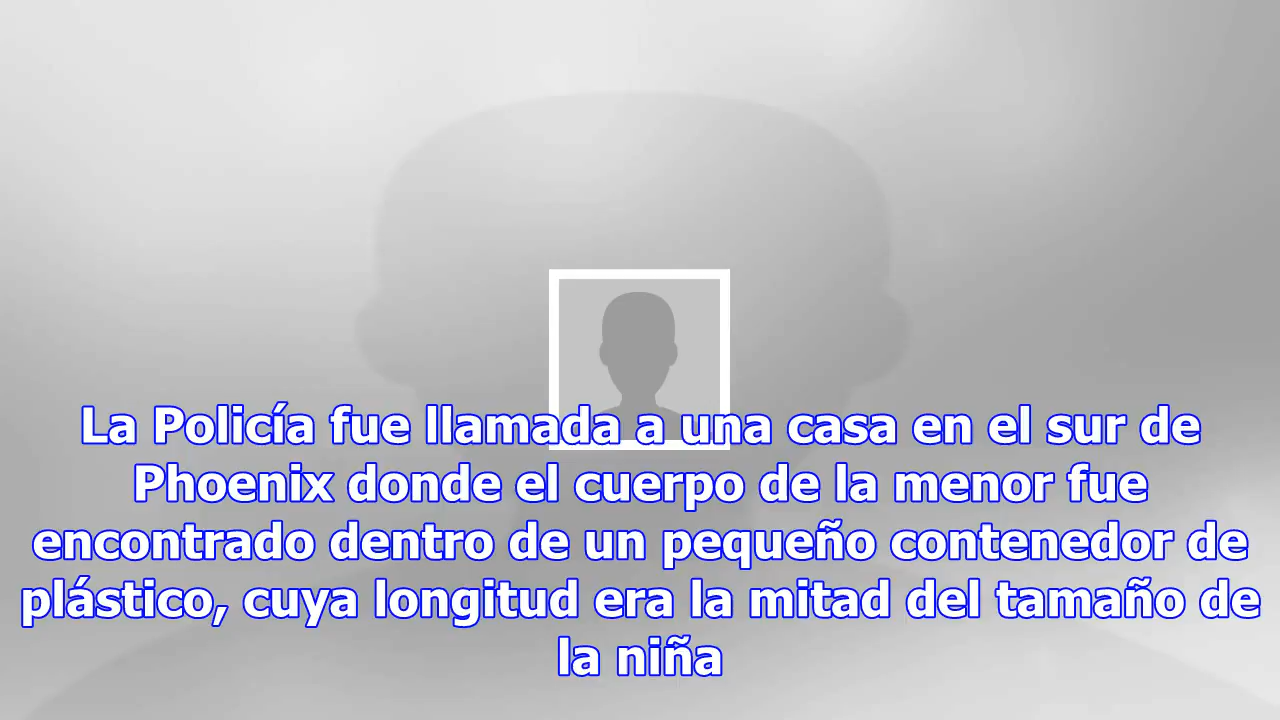 La Policía fue llamada a una casa en el sur de
Phoenix donde el cuerpo de la menor fue
encontrado dentro de un pequeño contenedor de
plástico, cuya longitud era la mitad del tamaño de
la niña